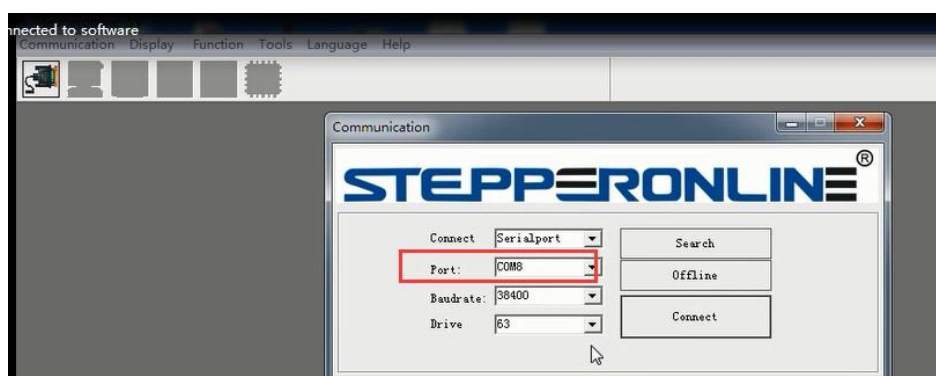 nnected to software
Communication Display Function Tools Language Help
Communication
STEPPERONLINE®
Connect Serialport
Search
Port: COM8
Offline
Baudrate: 38400
Connect
Drive 63